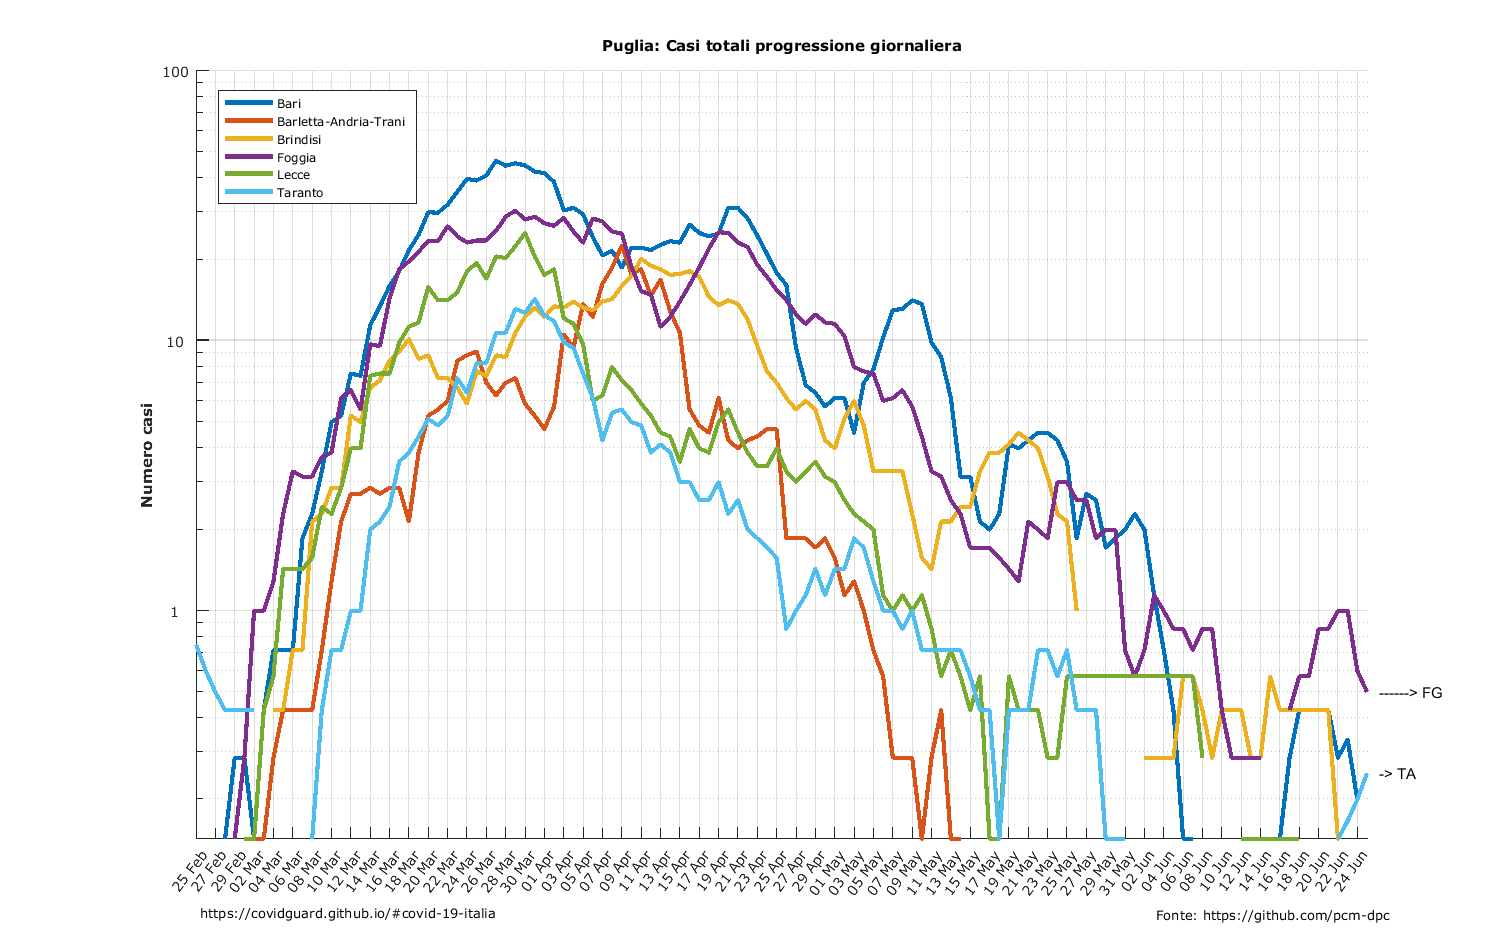 Puglia: Casi totali progressione giornaliera
100
10
1
Numero casi
Bari
Barletta-Andria-Trani
Brindisi
Foggia
Lecce
Taranto
------> FG
-> TA
25 Feb
27 Feb
29 Feb
02 Mar
04 Mar
06 Mar
08 Mar
10 Mar
12 Mar
14 Mar
16 Mar
18 Mar
20 Mar
22 Mar
24 Mar
26 Mar
28 Mar
30 Mar
01 Apr
03 Apr
05 Apr
07 Apr
09 Apr
11 Apr
13 Apr
15 Apr
17 Apr
19 Apr
21 Apr
23 Apr
25 Apr
27 Apr
29 Apr
01 May
03 May
05 May
07 May
09 May
11 May
13 May
15 May
17 May
19 May
21 May
23 May
25 May
27 May
29 May
31 May
02 Jun
04 Jun
06 Jun
08 Jun
10 Jun
12 Jun
14 Jun
16 Jun
18 Jun
20 Jun
22 Jun
24 Jun
https://covidguard.github.io/#covid-19-italia
Fonte: https://github.com/pcm-dpc